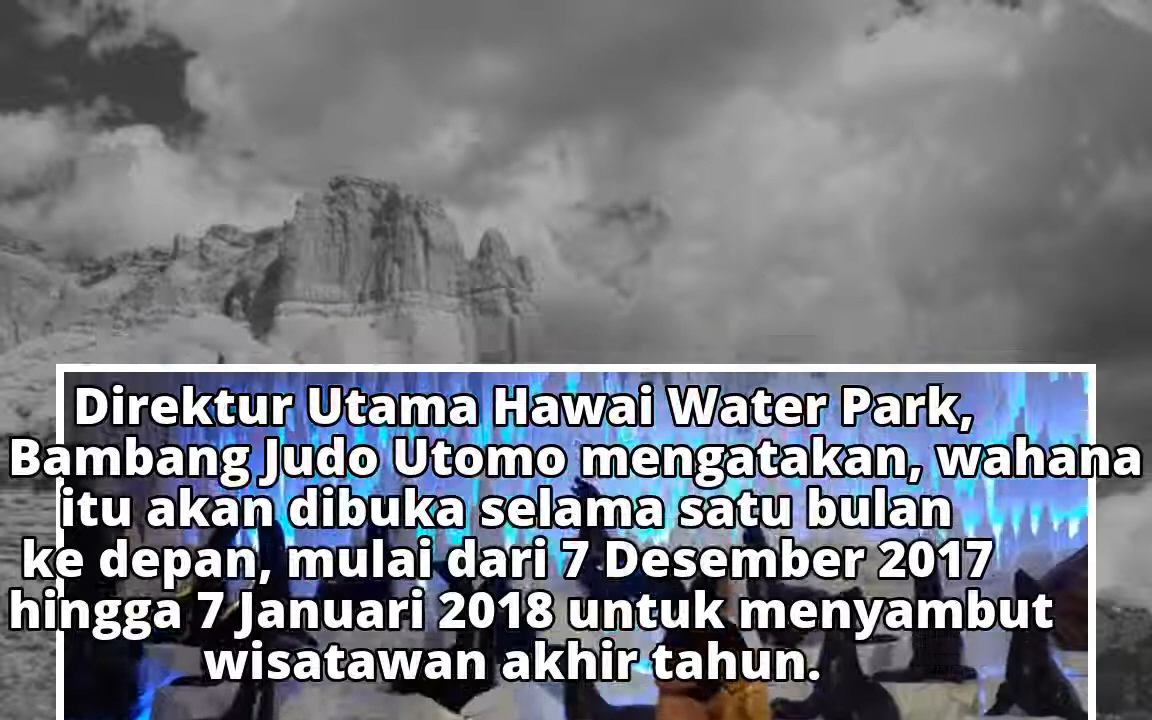 Direktur Utama Hawai Water Park,
Bambang Judo Utomo mengatakan, wahana
itu akan dibuka selama satu bulan
ke depan, mulai dari 7 Desember 2017
hingga 7 Januari 2018 untuk menyambut
wisatawan akhir tahun.